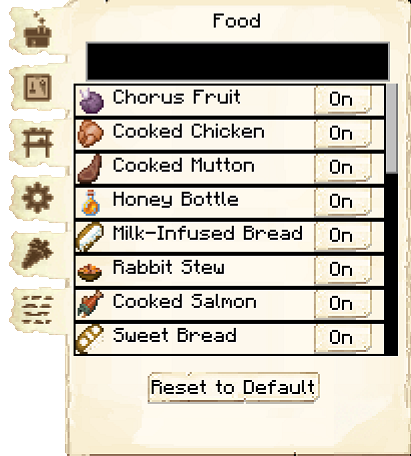 Food
Chorus Fruit On
Cooked Chicken On
Cooked Mutton On
Honey Bottle On
Milk-Infused Bread On
Rabbit Stew On
Cooked Salmon On
Sweet Bread On
Reset to Default